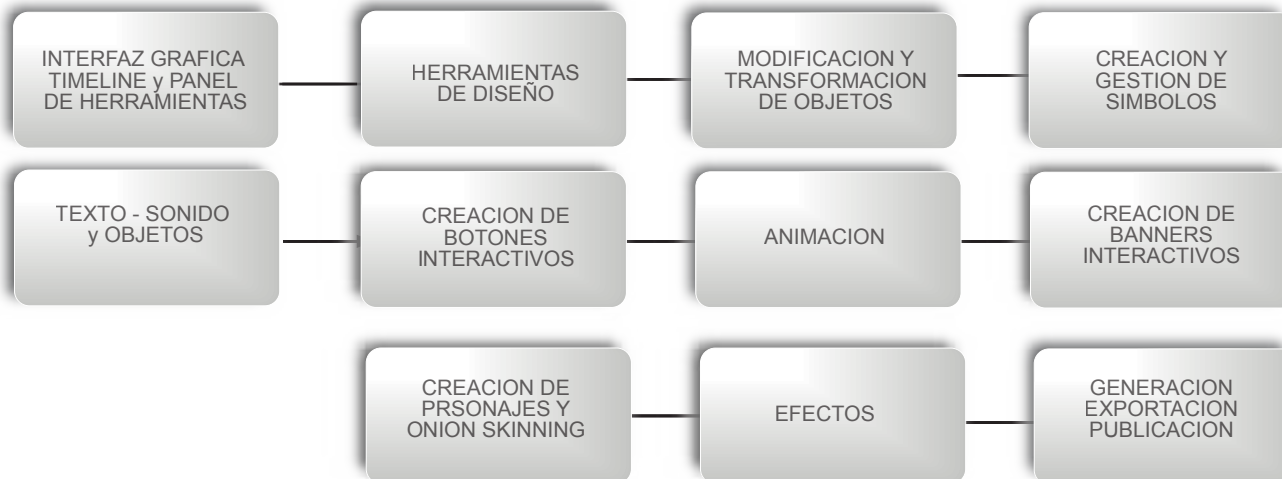 INTERFAZ GRAFICA
TIMELINE y PANEL
DE HERRAMIENTAS
HERRAMIENTAS
DE DISEÑO
MODIFICACION Y
TRANSFORMACION
DE OBJETOS
CREACION Y
GESTION DE
SIMBOLOS
TEXTO - SONIDO
y OBJETOS
CREACION DE
BOTONES
INTERACTIVOS
ANIMACION
CREACION DE
BANNERS
INTERACTIVOS
CREACION DE
PRSONAJES Y
ONION SKINNING
EFECTOS
GENERACION
EXPORTACION
PUBLICACION